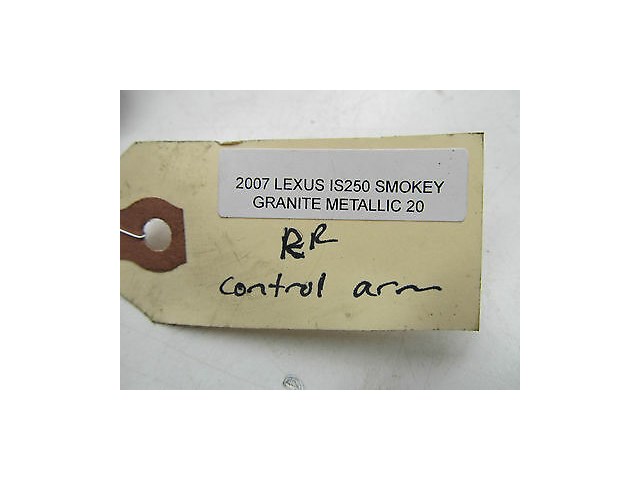 2007 LEXUS IS250 SMOKEY
GRANITE METALLIC 20
RR
control arm